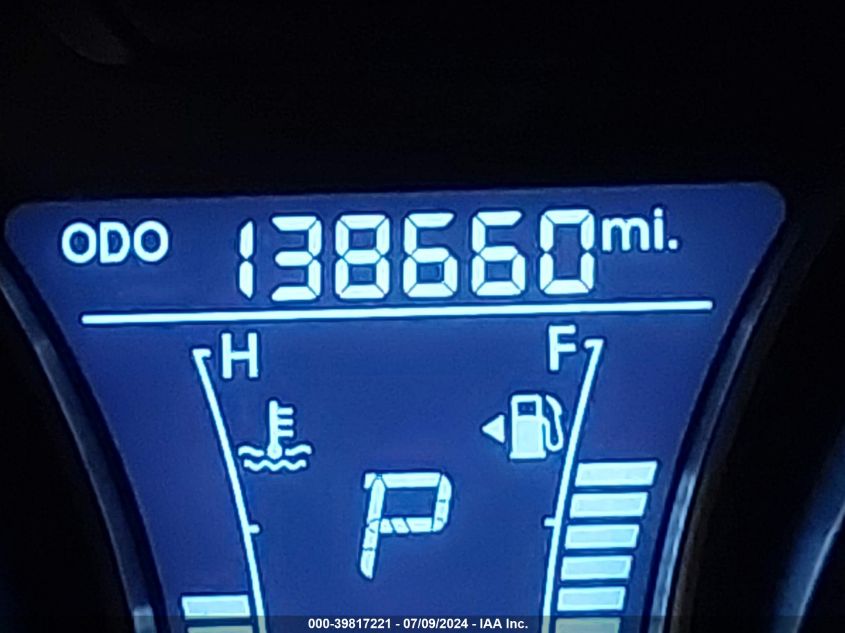 ODO 138660 mi.
H F
P
000-39817221 - 07/09/2024 - IAA Inc.